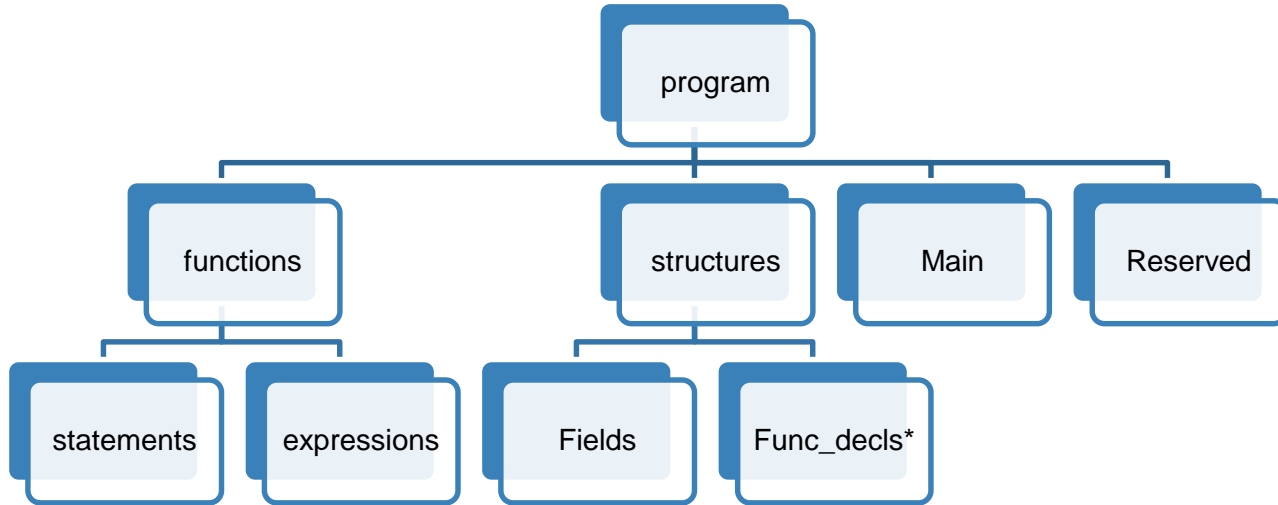 program
functions
structures
Main
Reserved
statements
expressions
Fields
Func_decls*